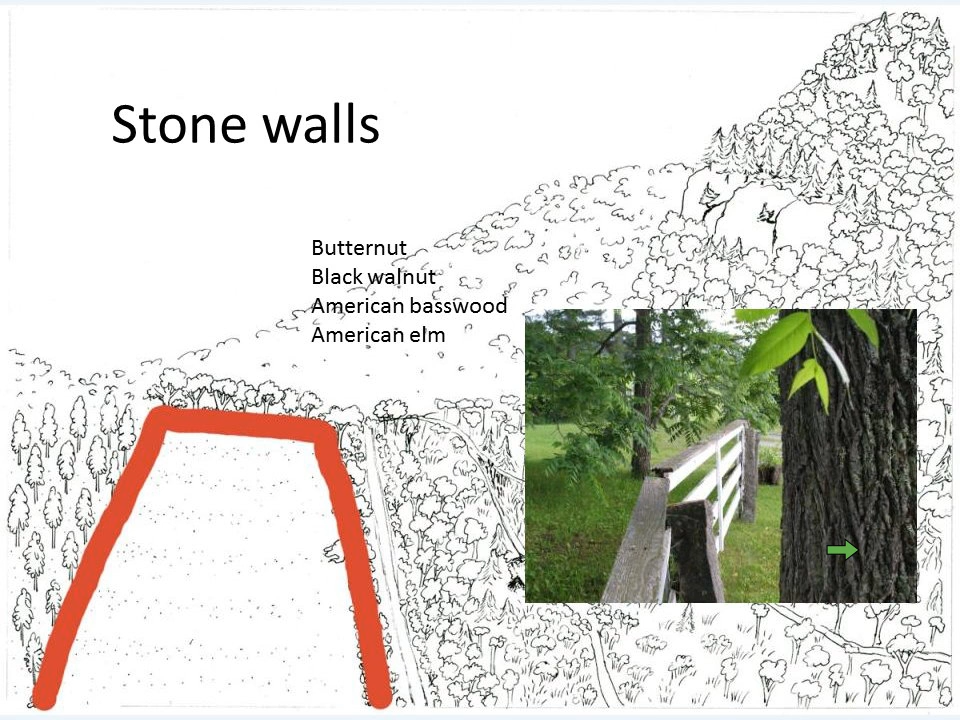 Stone walls
Butternut
Black walnut
American basswood
American elm